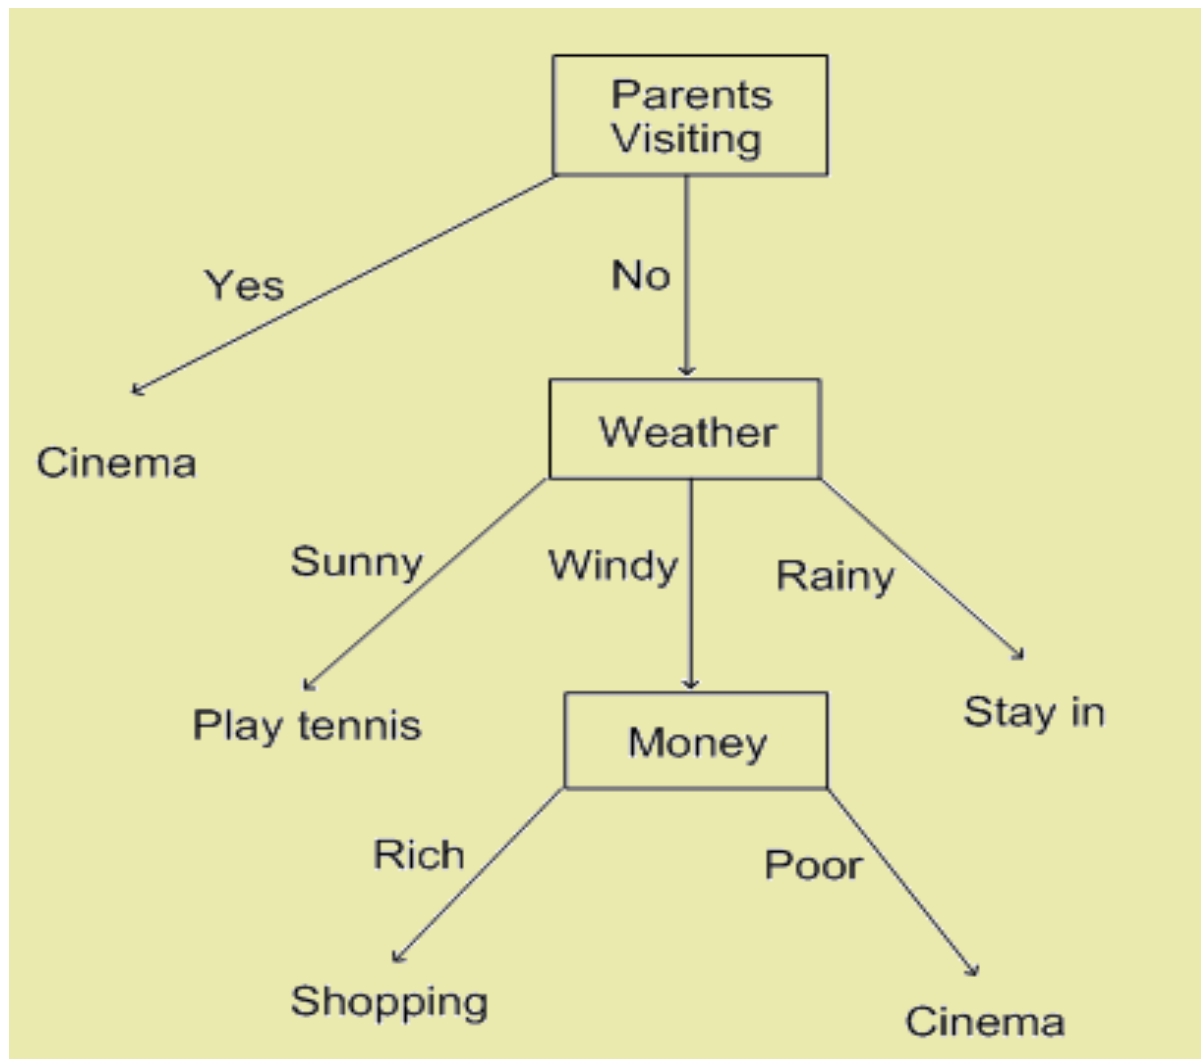 Parents
Visiting
Yes
No
Cinema
Weather
Sunny
Windy
Rainy
Play tennis
Money
Stay in
Rich
Poor
Shopping
Cinema